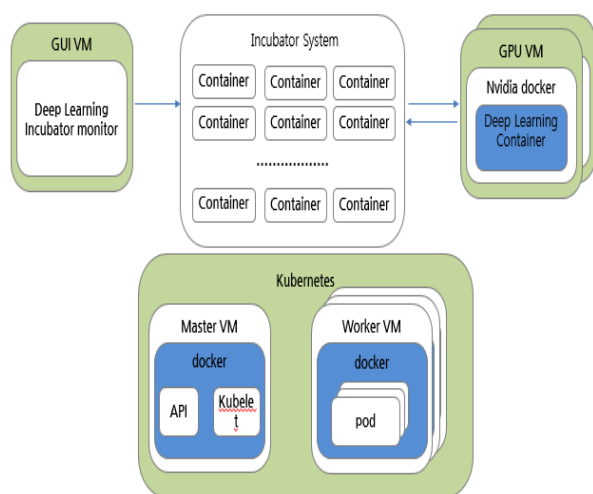 GUI VM
Deep Learning
Incubator monitor
Incubator System
Container Container Container
Container Container Container
..................
Container Container Container
GPU VM
Nvidia docker
Deep Learning
Container
Kubernetes
Master VM
docker
API
Kubele
t
Worker VM
docker
pod